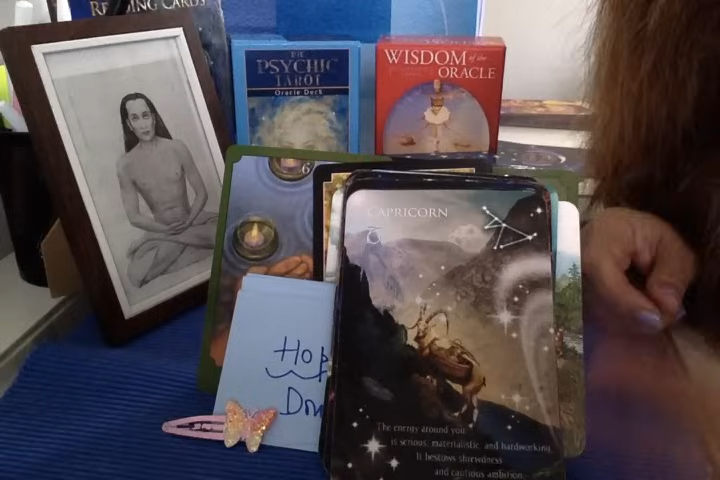 READING CARDS
THE
PSYCHIC
TAROT
Oracle Deck
WISDOM of the
ORACLE
6
CAPRICORN
Hop
The energy around you
is serious, materialistic, and hardworking.
It bestows shrewdness
and cautious ambition